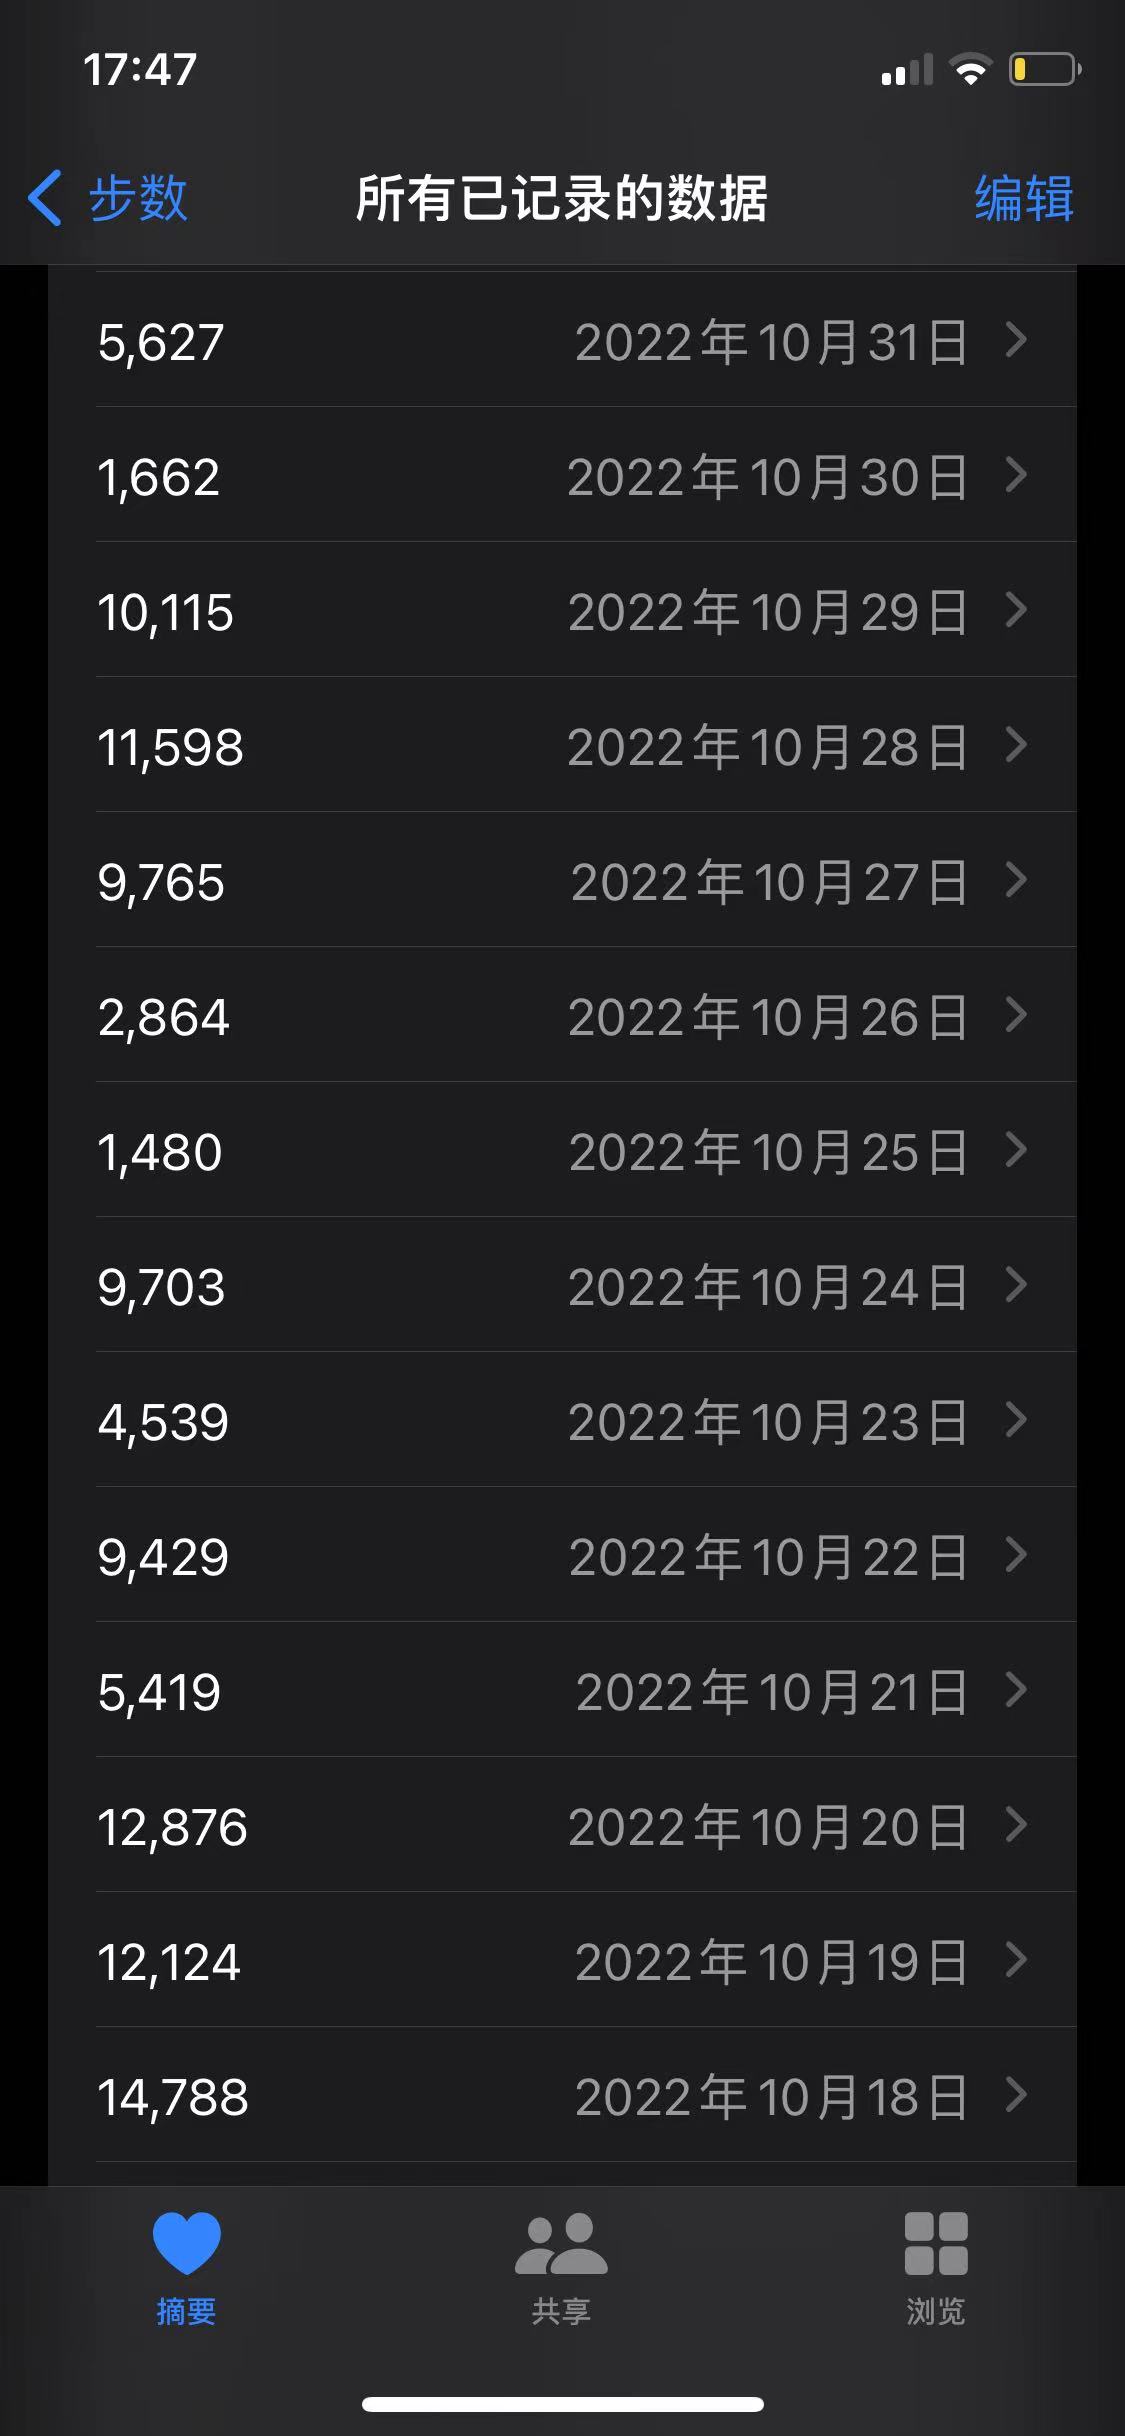 17:47
步数 所有已记录的数据 编辑
5,627 2022年10月31日
1,662 2022年10月30日
10,115 2022年10月29日
11,598 2022年10月28日
9,765 2022年10月27日
2,864 2022年10月26日
1,480 2022年10月25日
9,703 2022年10月24日
4,539 2022年10月23日
9,429 2022年10月22日
5,419 2022年10月21日
12,876 2022年10月20日
12,124 2022年10月19日
14,788 2022年10月18日
摘要 共享 浏览